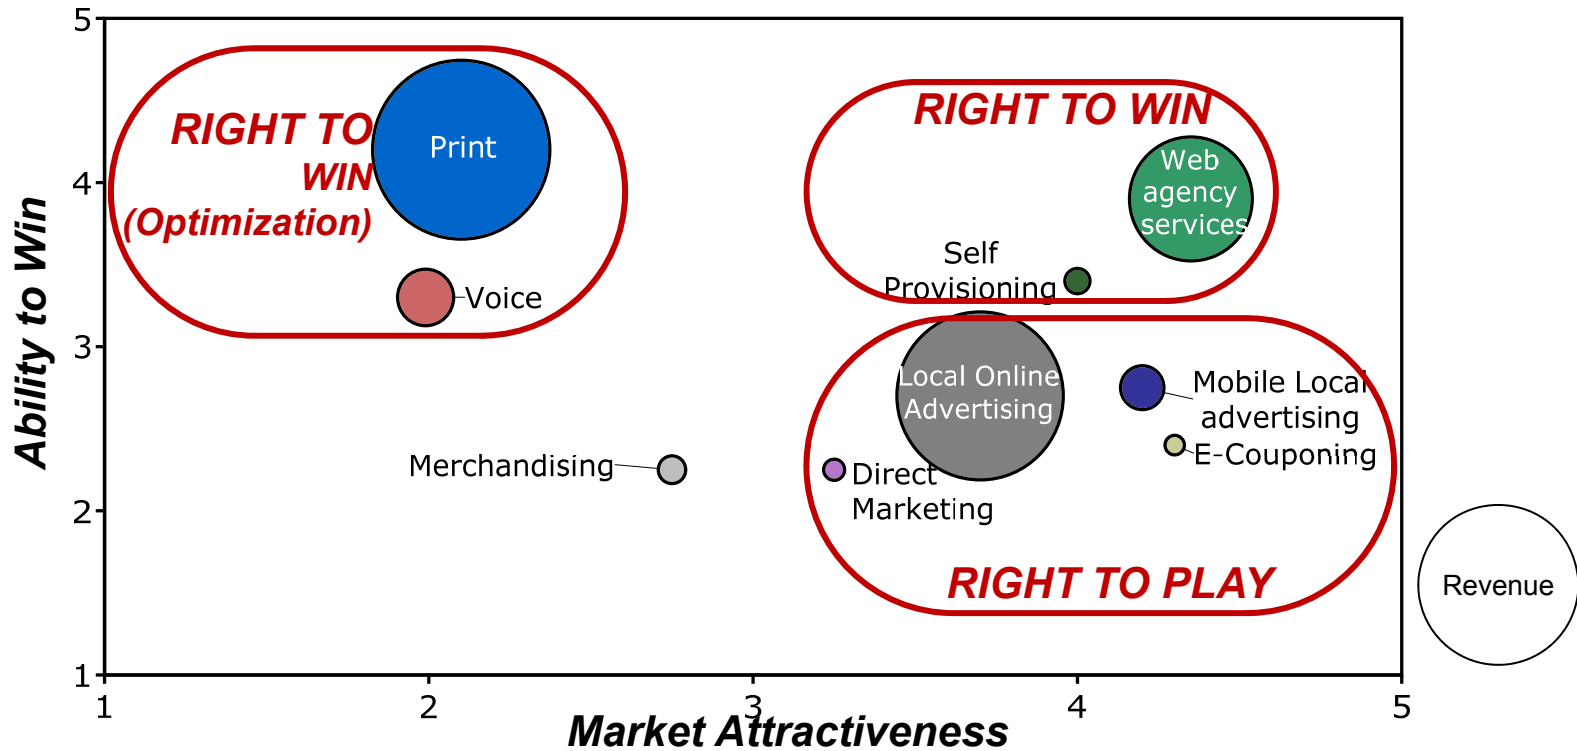 5
4
3
2
1
1
2
3
4
5
Ability to Win
Market Attractiveness
RIGHT TO
WIN
(Optimization)
Print
Voice
RIGHT TO WIN
Web
agency
services
Self
Provisioning
Local Online
Advertising
Mobile Local
advertising
E-Couponing
Direct
Marketing
RIGHT TO PLAY
Merchandising
Revenue